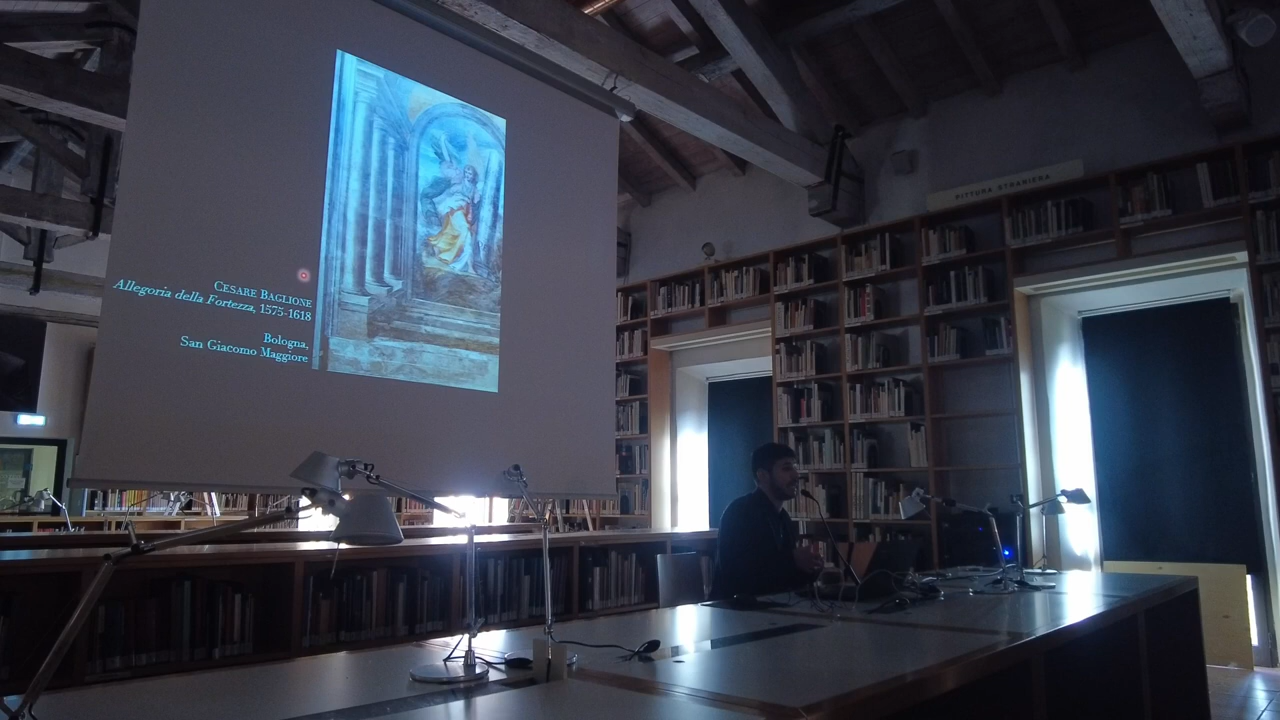 CESARE BAGLIONE
Allegoria della Fortezza, 1575-1618
Bologna,
San Giacomo Maggiore
PITTURA STRANIERA